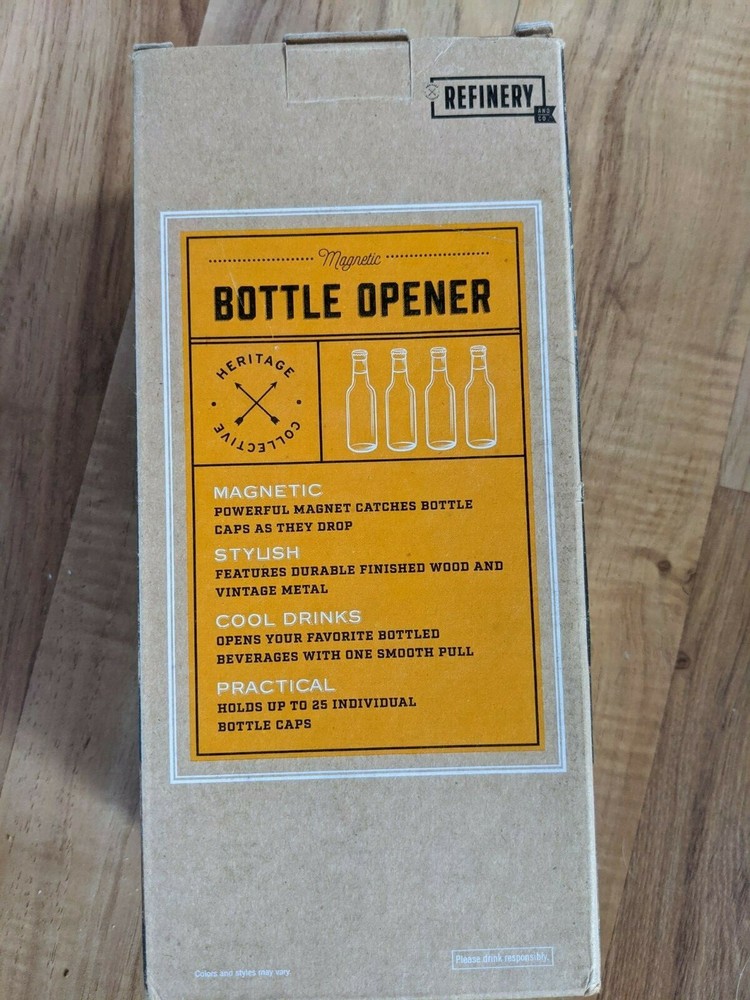 REFINERY
AND
CO.
Magnetic
BOTTLE OPENER
HERITAGE
COLLECTIVE
MAGNETIC
POWERFUL MAGNET CATCHES BOTTLE
CAPS AS THEY DROP
STYLISH
FEATURES DURABLE FINISHED WOOD AND
VINTAGE METAL
COOL DRINKS
OPENS YOUR FAVORITE BOTTLED
BEVERAGES WITH ONE SMOOTH PULL
PRACTICAL
HOLDS UP TO 25 INDIVIDUAL
BOTTLE CAPS
Please drink responsibly.
Colors and styles may vary.